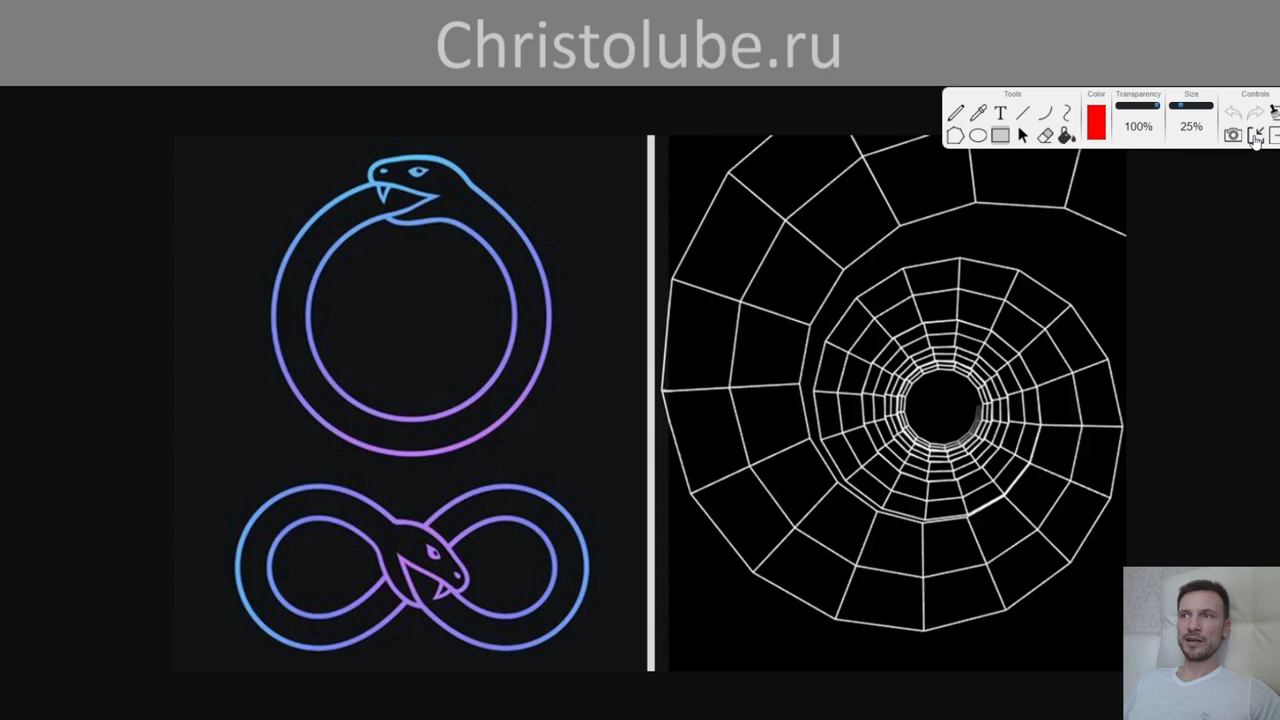 Christolube.ru
Tools
Color
Transparency
Size
Controls
T
100%
25%